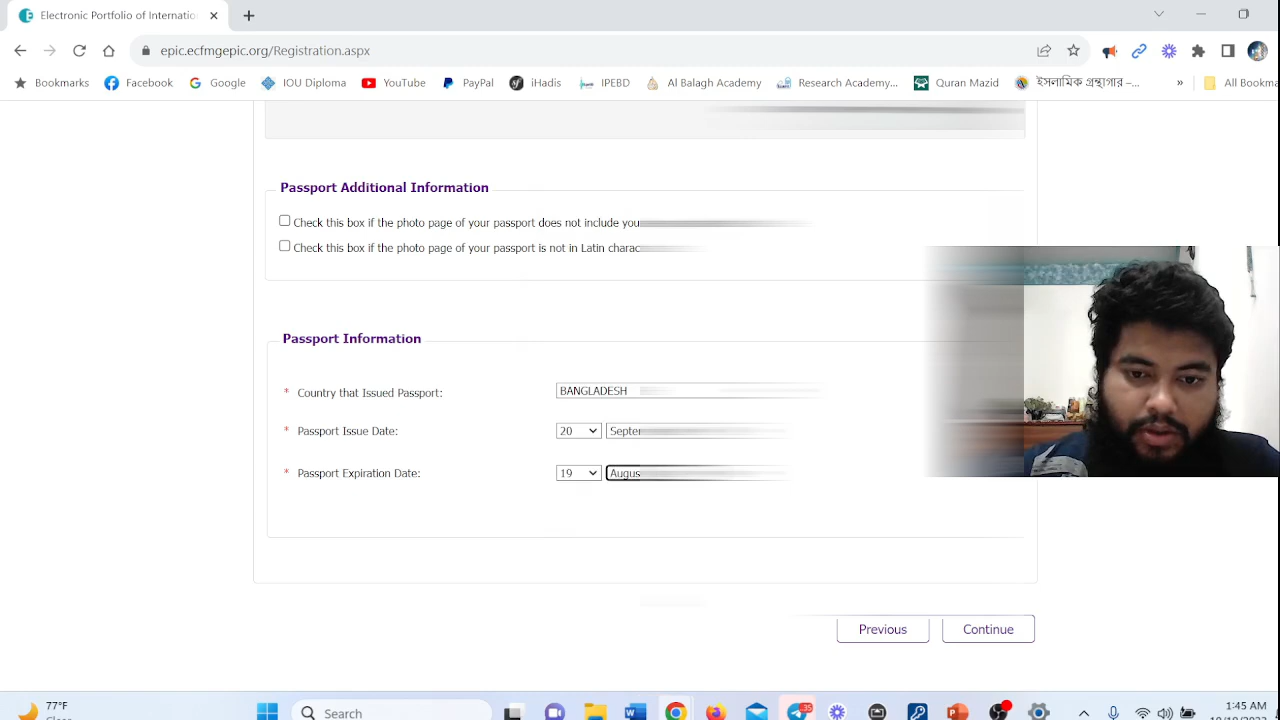 Electronic Portfolio of Internatio
epic.ecfmgepic.org/Registration.aspx
Bookmarks Facebook Google IOU Diploma YouTube PayPal iHadis IPEBD Al Balagh Academy Research Academy... Quran Mazid ইসলামিক গ্রন্থাগার –... » All Bookma
Passport Additional Information
Check this box if the photo page of your passport does not include you
Check this box if the photo page of your passport is not in Latin charac
Passport Information
* Country that Issued Passport: BANGLADESH
* Passport Issue Date: 20 Septe
* Passport Expiration Date: 19 Augus
Previous Continue
77°F
Search
35
1:45 AM